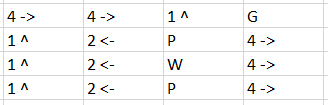 4 -> 4 -> 1 ^ G
1 ^ 2 <- P 4 ->
1 ^ 2 <- W 4 ->
1 ^ 2 <- P 4 ->